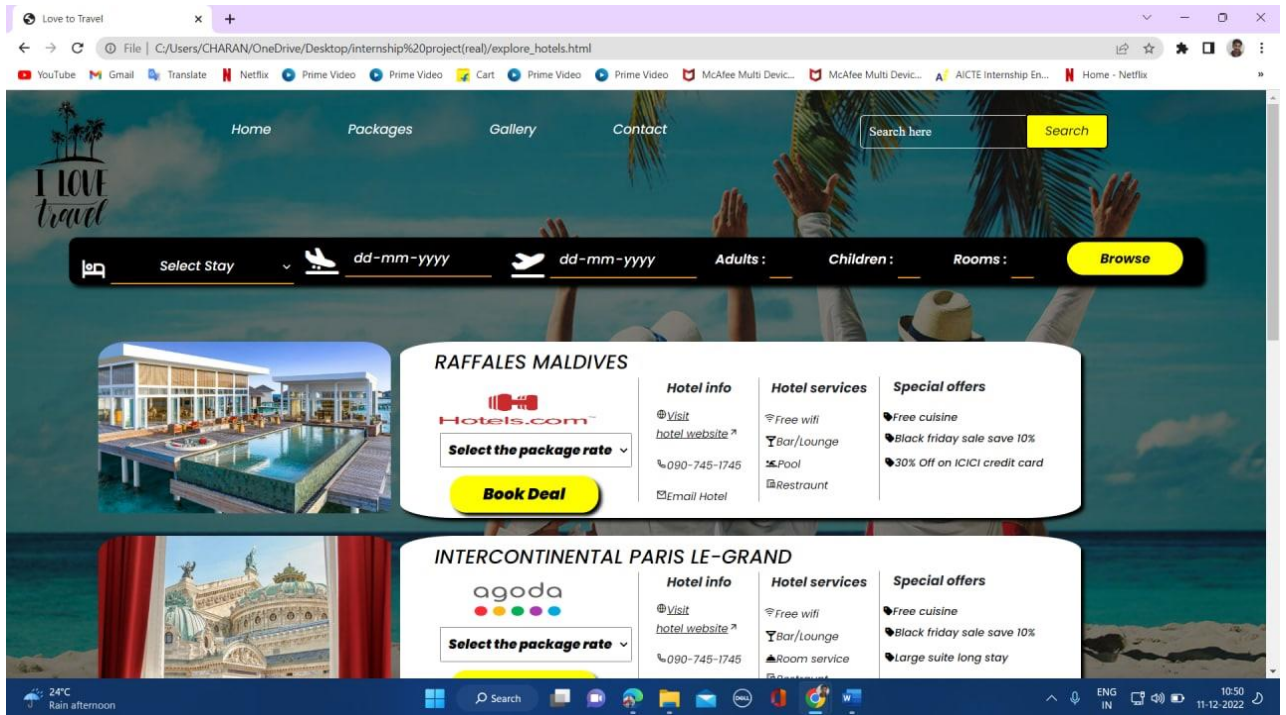 Love to Travel
File | C:/Users/CHARAN/OneDrive/Desktop/internship%20project(real)/explore_hotels.html
YouTube Gmail Translate Netflix Prime Video Prime Video Cart Prime Video Prime Video McAfee Multi Devic... McAfee Multi Devic... AICTE Internship En... Home - Netflix »
Home Packages Gallery Contact Search here Search
I LOVE
travel
Select Stay dd-mm-yyyy dd-mm-yyyy Adults : Children : Rooms : Browse
RAFFALES MALDIVES
Hotels.com
Select the package rate
Book Deal
Hotel info
Visit
hotel website
090-745-1745
Email Hotel
Hotel services
Free wifi
Bar/Lounge
Pool
Restraunt
Special offers
Free cuisine
Black friday sale save 10%
30% Off on ICICI credit card
INTERCONTINENTAL PARIS LE-GRAND
agoda
Select the package rate
Hotel info
Visit
hotel website
090-745-1745
Hotel services
Free wifi
Bar/Lounge
Room service
Special offers
Free cuisine
Black friday sale save 10%
Large suite long stay
24°C
Rain afternoon
Search
DELL
W
ENG
IN
10:50
11-12-2022